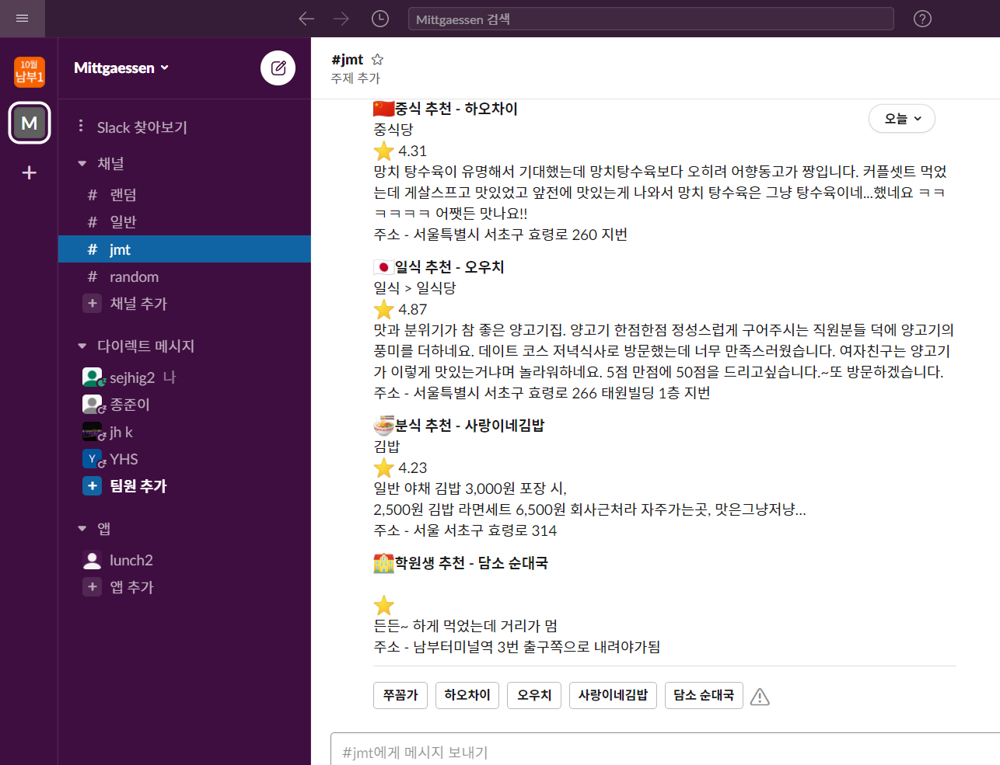 Mittgaessen 검색
10월
남부1
M
Mittgaessen
Slack 찾아보기
채널
# 랜덤
# 일반
# jmt
# random
채널 추가
다이렉트 메시지
sejhig2 나
종준이
jh k
Y YHS
팀원 추가
앱
lunch2
앱 추가
#jmt
주제 추가
오늘
중식 추천 - 하오차이
중식당
4.31
망치 탕수육이 유명해서 기대했는데 망치탕수육보다 오히려 어향동고가 짱입니다. 커플셋트 먹었
는데 게살스프고 맛있었고 앞전에 맛있는게 나와서 망치 탕수육은 그냥 탕수육이네...했네요 ㅋㅋ
ㅋㅋㅋㅋ 어쨋든 맛나요!!
주소 - 서울특별시 서초구 효령로 260 지번
일식 추천 - 오우치
일식 > 일식당
4.87
맛과 분위기가 참 좋은 양고기집. 양고기 한점한점 정성스럽게 구어주시는 직원분들 덕에 양고기의
풍미를 더하네요. 데이트 코스 저녁식사로 방문했는데 너무 만족스러웠습니다. 여자친구는 양고기
가 이렇게 맛있는거냐며 놀라워하네요. 5점 만점에 50점을 드리고싶습니다.~또 방문하겠습니다.
주소 - 서울특별시 서초구 효령로 266 태원빌딩 1층 지번
분식 추천 - 사랑이네김밥
김밥
4.23
일반 야채 김밥 3,000원 포장 시,
2,500원 김밥 라면세트 6,500원 회사근처라 자주가는곳, 맛은그냥저냥...
주소 - 서울 서초구 효령로 314
학원생 추천 - 담소 순대국
든든~ 하게 먹었는데 거리가 멈
주소 - 남부터미널역 3번 출구쪽으로 내려야가됨
쭈꼼가
하오차이
오우치
사랑이네김밥
담소 순대국
#jmt에게 메시지 보내기